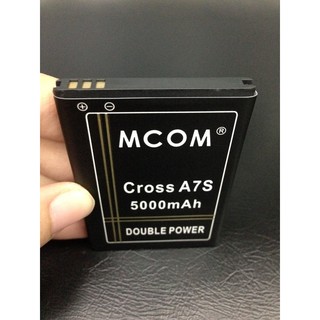 + -
MCOM®
Cross A7S
5000mAh
DOUBLE POWER